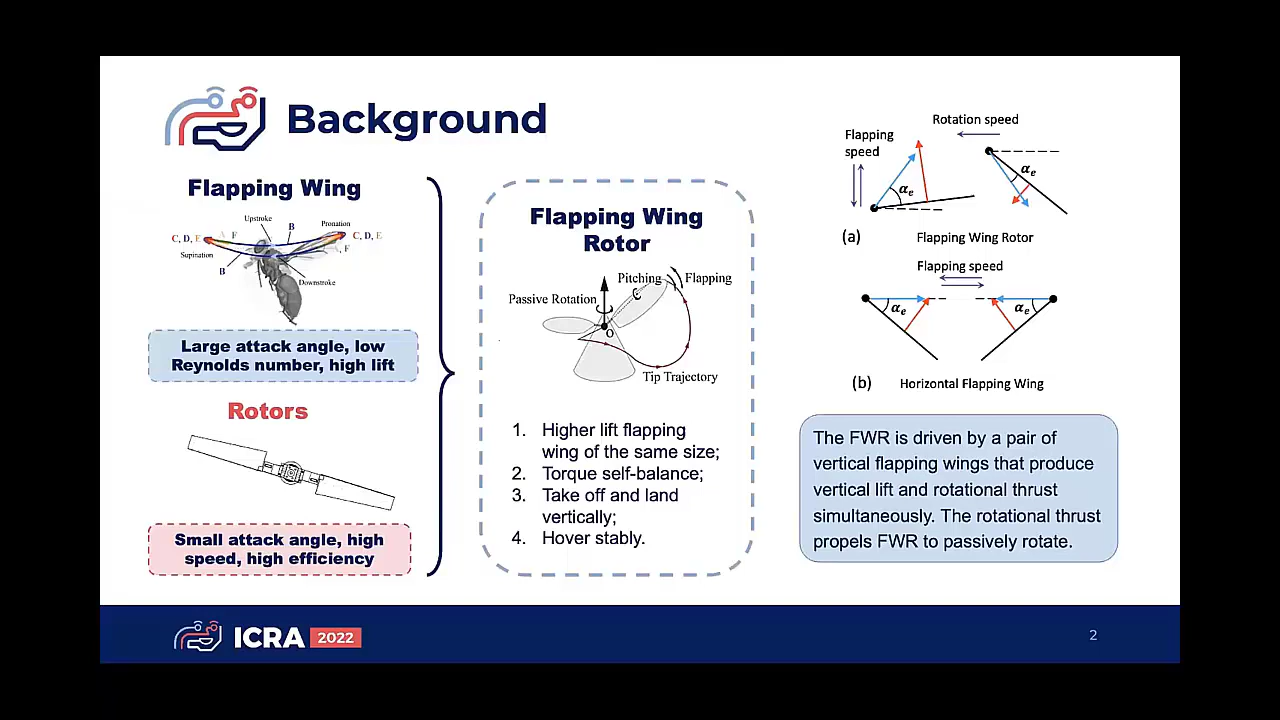 Background
Flapping Wing
Upstroke
B
Pronation
C, D, E
A F
C, D, E
Supination
, F
B
Downstroke
Large attack angle, low
Reynolds number, high lift
Rotors
Small attack angle, high
speed, high efficiency
Flapping Wing
Rotor
Pitching
Flapping
Passive Rotation
O
Tip Trajectory
1. Higher lift flapping
wing of the same size;
2. Torque self-balance;
3. Take off and land
vertically;
4. Hover stably.
Rotation speed
Flapping
speed
αe
αe
(a) Flapping Wing Rotor
Flapping speed
αe
αe
(b) Horizontal Flapping Wing
The FWR is driven by a pair of
vertical flapping wings that produce
vertical lift and rotational thrust
simultaneously. The rotational thrust
propels FWR to passively rotate.
ICRA 2022
2